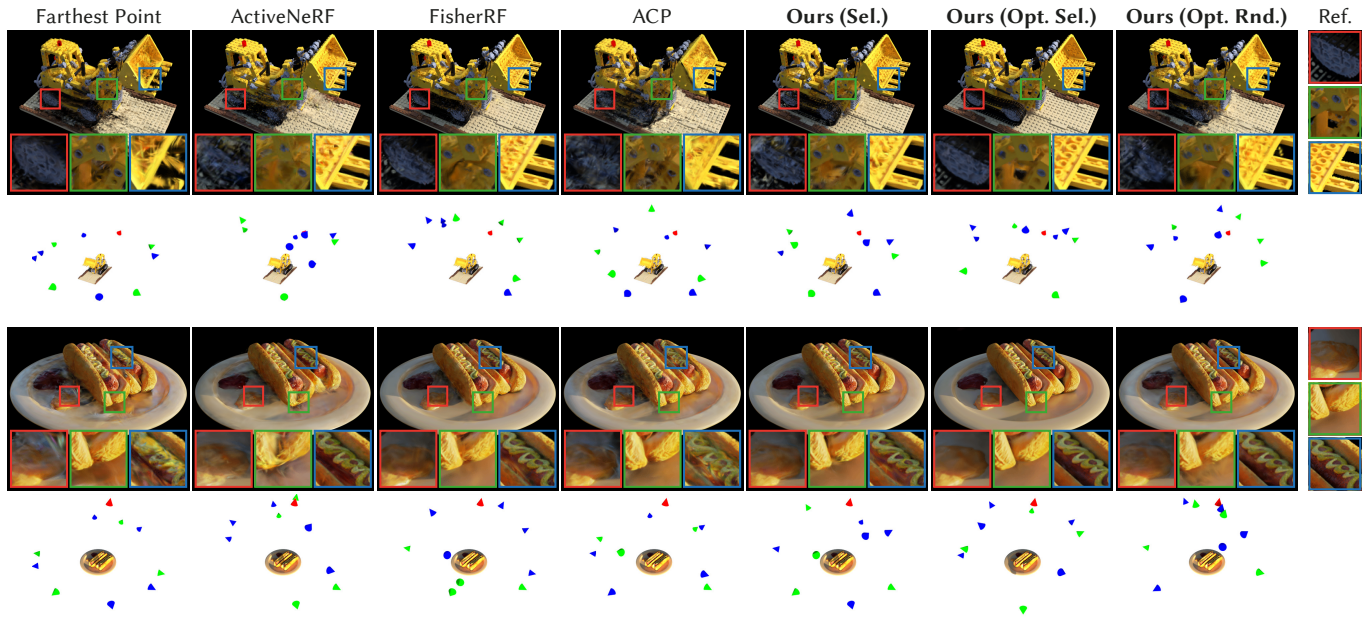 Farthest Point ActiveNeRF FisherRF ACP Ours (Sel.) Ours (Opt. Sel.) Ours (Opt. Rnd.) Ref.